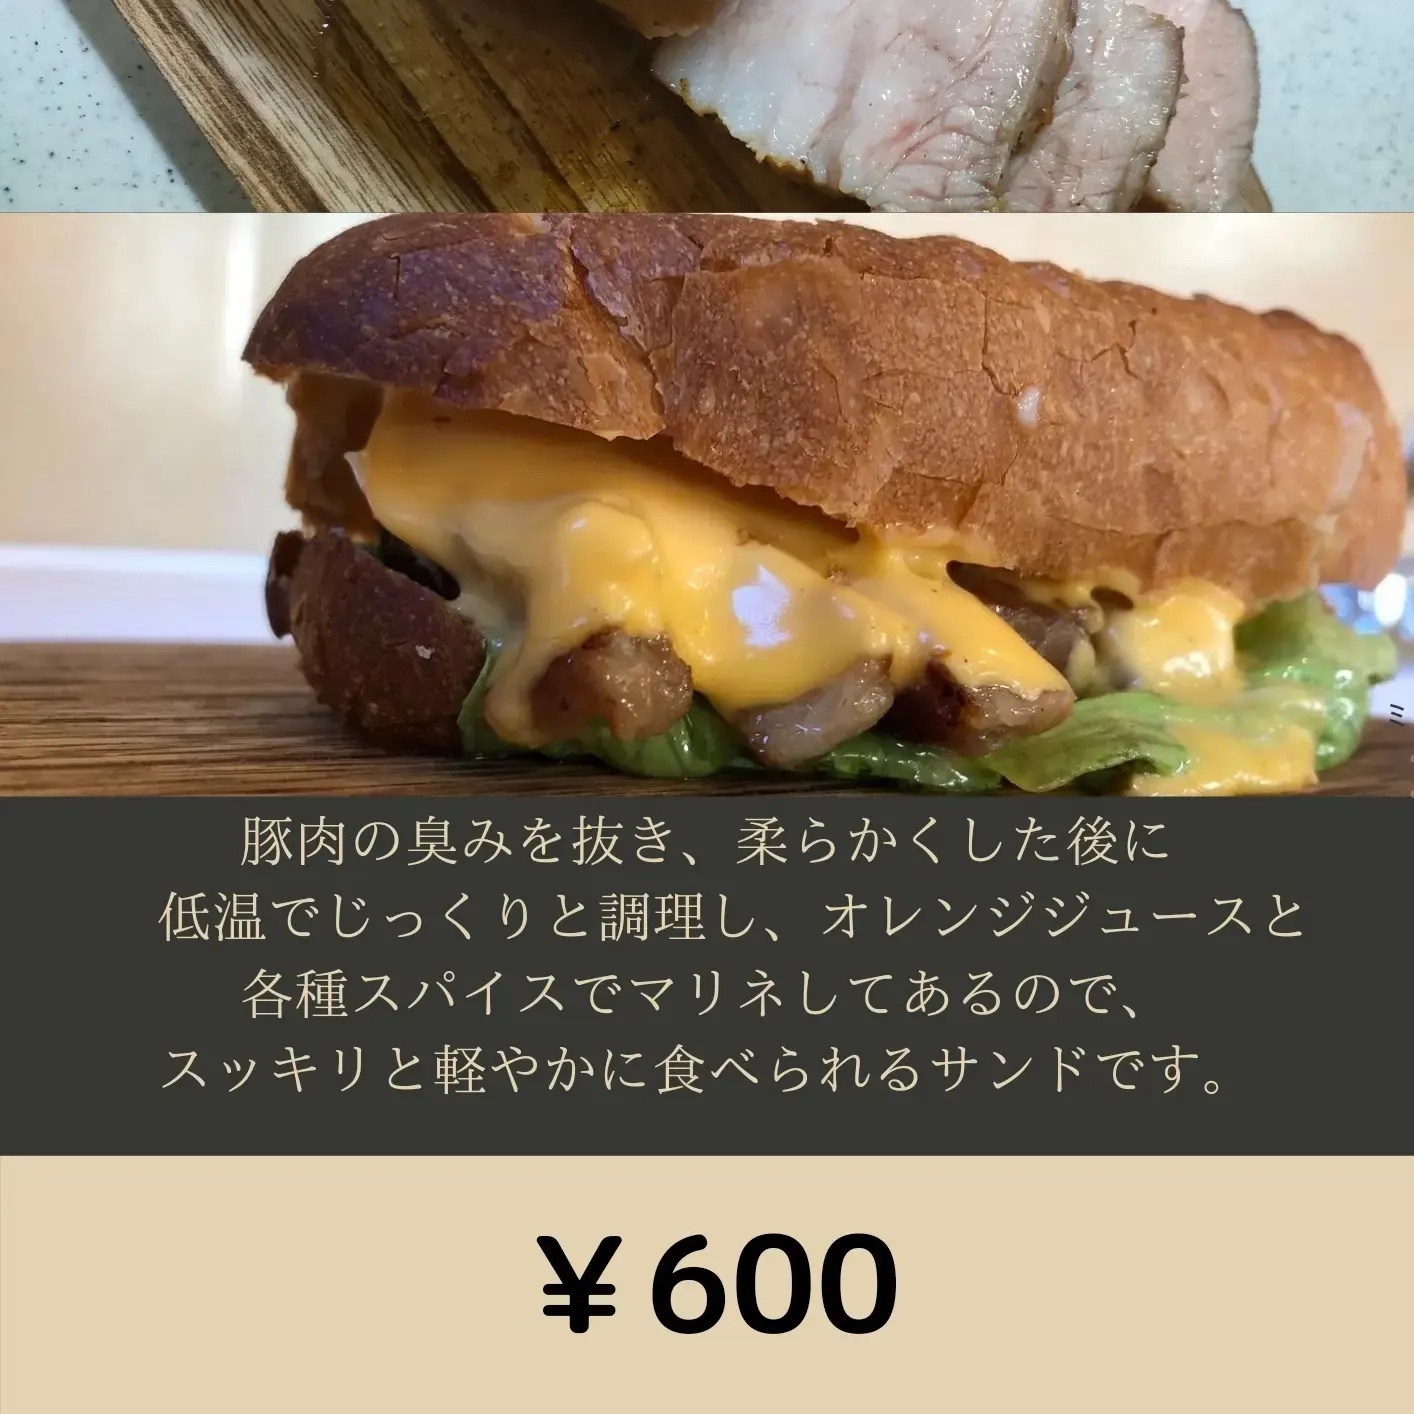 豚肉の臭みを抜き、柔らかくした後に
低温でじっくりと調理し、オレンジジュースと
各種スパイスでマリネしてあるので、
スッキリと軽やかに食べられるサンドです。
￥600